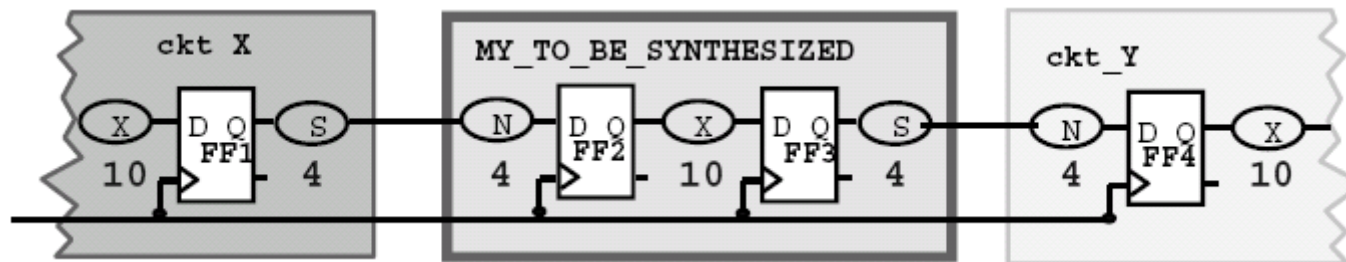 ckt X
MY_TO_BE_SYNTHESIZED
ckt_Y
X D Q S N D Q X D Q S N D Q X
FF1 FF2 FF3 FF4
10 4 4 10 4 4 10